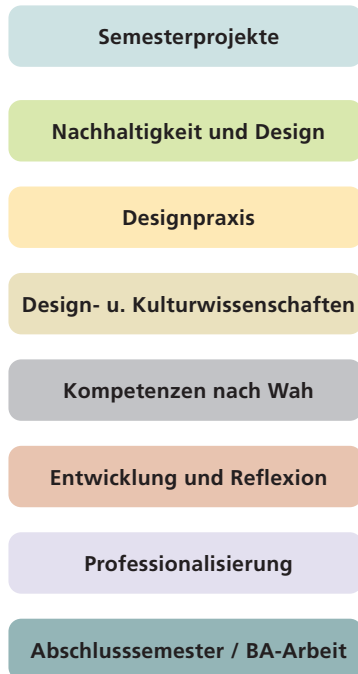 Semesterprojekte
Nachhaltigkeit und Design
Designpraxis
Design- u. Kulturwissenschaften
Kompetenzen nach Wah
Entwicklung und Reflexion
Professionalisierung
Abschlusssemester / BA-Arbeit